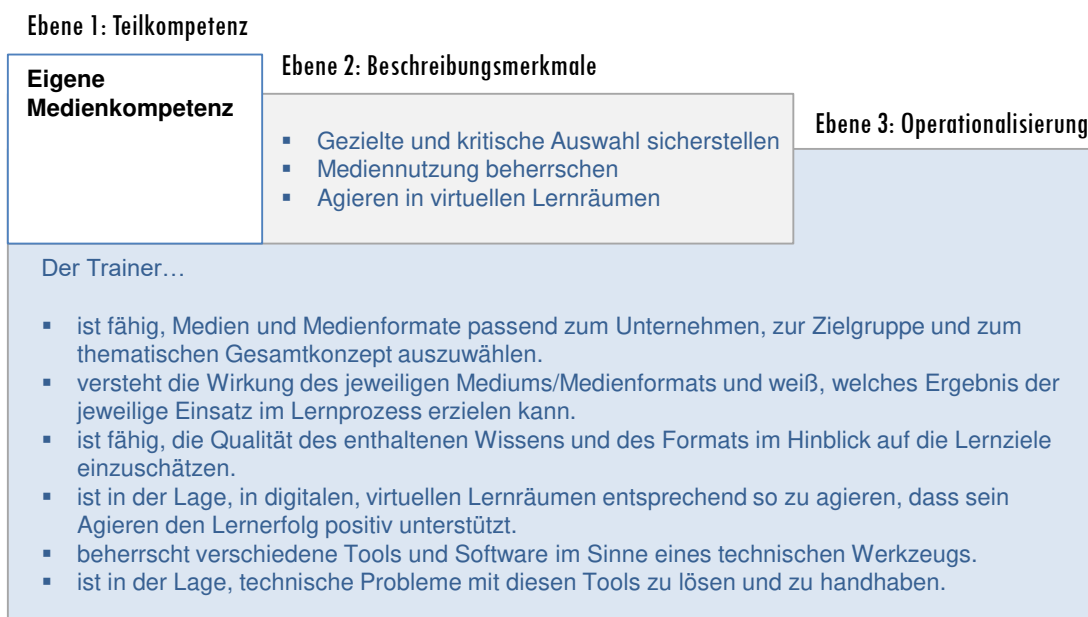 Ebene 1: Teilkompetenz
Eigene
Medienkompetenz
Ebene 2: Beschreibungsmerkmale
▪ Gezielte und kritische Auswahl sicherstellen
▪ Mediennutzung beherrschen
▪ Agieren in virtuellen Lernräumen
Ebene 3: Operationalisierung
Der Trainer…
▪ ist fähig, Medien und Medienformate passend zum Unternehmen, zur Zielgruppe und zum
thematischen Gesamtkonzept auszuwählen.
▪ versteht die Wirkung des jeweiligen Mediums/Medienformats und weiß, welches Ergebnis der
jeweilige Einsatz im Lernprozess erzielen kann.
▪ ist fähig, die Qualität des enthaltenen Wissens und des Formats im Hinblick auf die Lernziele
einzuschätzen.
▪ ist in der Lage, in digitalen, virtuellen Lernräumen entsprechend so zu agieren, dass sein
Agieren den Lernerfolg positiv unterstützt.
▪ beherrscht verschiedene Tools und Software im Sinne eines technischen Werkzeugs.
▪ ist in der Lage, technische Probleme mit diesen Tools zu lösen und zu handhaben.